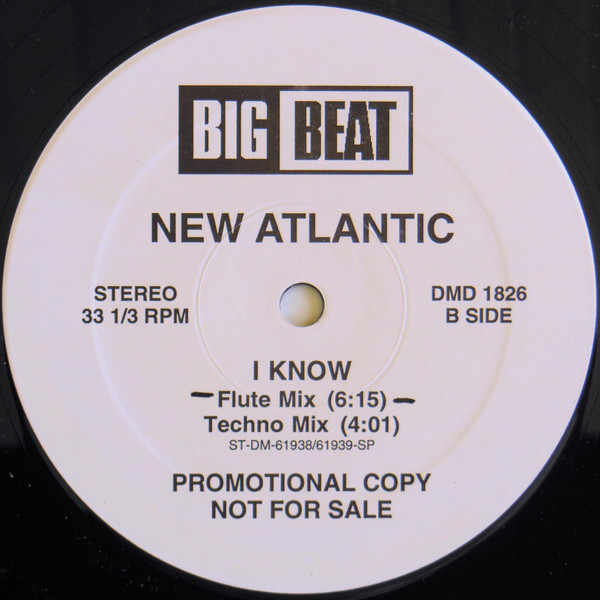 BIG BEAT
NEW ATLANTIC
STEREO
33 1/3 RPM
DMD 1826
B SIDE
I KNOW
Flute Mix (6:15)
Techno Mix (4:01)
ST-DM-61938/61939-SP
PROMOTIONAL COPY
NOT FOR SALE